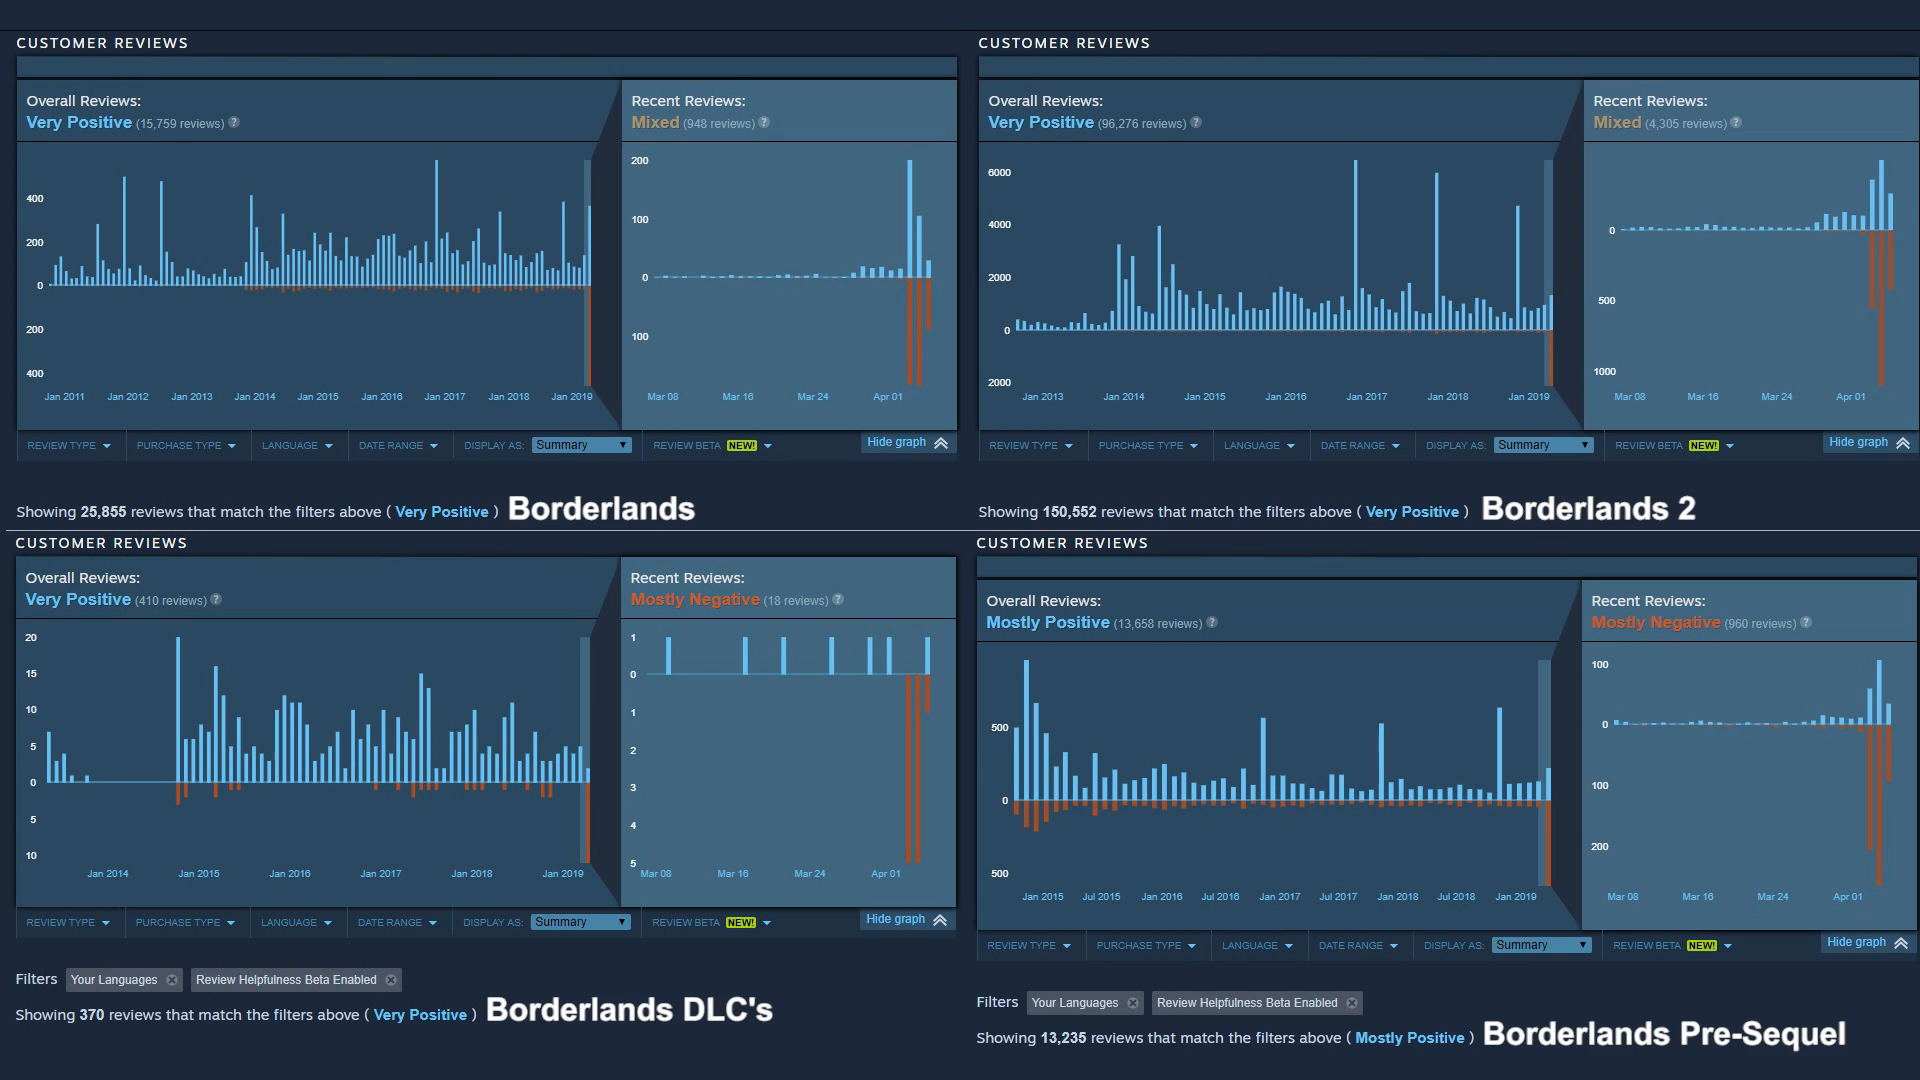 CUSTOMER REVIEWS
Overall Reviews:
Very Positive (15,759 reviews) ?
Recent Reviews:
Mixed (948 reviews) ?
400
200
0
200
400
Jan 2011 Jan 2012 Jan 2013 Jan 2014 Jan 2015 Jan 2016 Jan 2017 Jan 2018 Jan 2019
200
100
0
100
Mar 08 Mar 16 Mar 24 Apr 01
REVIEW TYPE PURCHASE TYPE LANGUAGE DATE RANGE DISPLAY AS: Summary REVIEW BETA NEW! Hide graph
Showing 25,855 reviews that match the filters above ( Very Positive ) Borderlands
CUSTOMER REVIEWS
Overall Reviews:
Very Positive (96,276 reviews) ?
Recent Reviews:
Mixed (4,305 reviews) ?
6000
4000
2000
0
2000
Jan 2013 Jan 2014 Jan 2015 Jan 2016 Jan 2017 Jan 2018 Jan 2019
0
500
1000
Mar 08 Mar 16 Mar 24 Apr 01
REVIEW TYPE PURCHASE TYPE LANGUAGE DATE RANGE DISPLAY AS: Summary REVIEW BETA NEW! Hide graph
Showing 150,552 reviews that match the filters above ( Very Positive ) Borderlands 2
CUSTOMER REVIEWS
Overall Reviews:
Very Positive (410 reviews) ?
Recent Reviews:
Mostly Negative (18 reviews) ?
20
15
10
5
0
5
10
Jan 2014 Jan 2015 Jan 2016 Jan 2017 Jan 2018 Jan 2019
1
0
1
2
3
4
5
Mar 08 Mar 16 Mar 24 Apr 01
REVIEW TYPE PURCHASE TYPE LANGUAGE DATE RANGE DISPLAY AS: Summary REVIEW BETA NEW! Hide graph
Filters Your Languages Review Helpfulness Beta Enabled
Showing 370 reviews that match the filters above ( Very Positive ) Borderlands DLC's
CUSTOMER REVIEWS
Overall Reviews:
Mostly Positive (13,658 reviews) ?
Recent Reviews:
Mostly Negative (960 reviews) ?
500
0
500
Jan 2015 Jul 2015 Jan 2016 Jul 2016 Jan 2017 Jul 2017 Jan 2018 Jul 2018 Jan 2019
100
0
100
200
Mar 08 Mar 16 Mar 24 Apr 01
REVIEW TYPE PURCHASE TYPE LANGUAGE DATE RANGE DISPLAY AS: Summary REVIEW BETA NEW! Hide graph
Filters Your Languages Review Helpfulness Beta Enabled
Showing 13,235 reviews that match the filters above ( Mostly Positive ) Borderlands Pre-Sequel